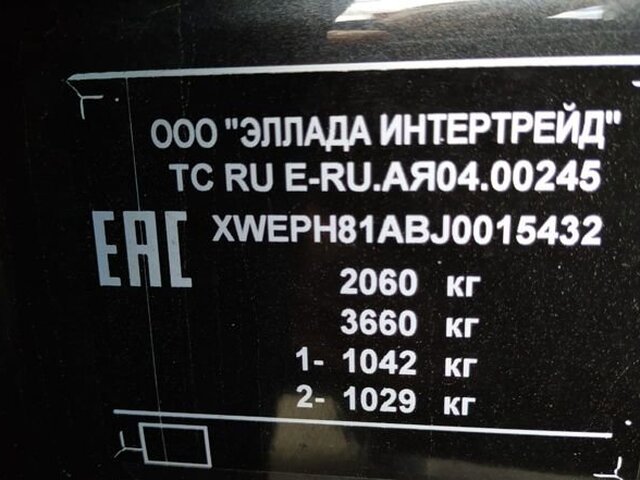 ООО "ЭЛЛАДА ИНТЕРТРЕЙД"
ТС RU E-RU.АЯ04.00245
EAC XWEPH81ABJ0015432
2060 кг
3660 кг
1- 1042 кг
2- 1029 кг